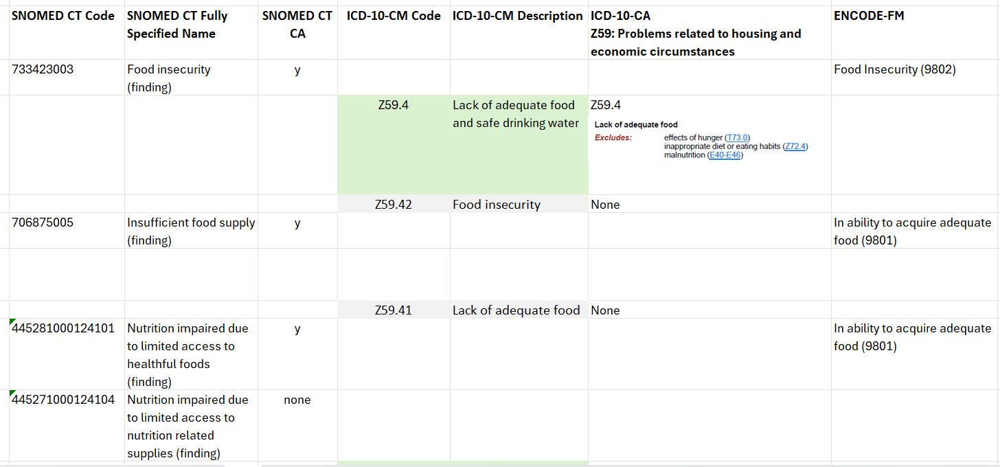 SNOMED CT Code
SNOMED CT Fully
Specified Name
SNOMED CT
CA
ICD-10-CM Code
ICD-10-CM Description
ICD-10-CA
Z59: Problems related to housing and
economic circumstances
ENCODE-FM
733423003
Food insecurity
(finding)
y
Food Insecurity (9802)
Z59.4
Lack of adequate food
and safe drinking water
Z59.4
Lack of adequate food
Excludes:
effects of hunger (T73.0)
inappropriate diet or eating habits (Z72.4)
malnutrition (E40-E46)
Z59.42
Food insecurity
None
706875005
Insufficient food supply
(finding)
y
In ability to acquire adequate
food (9801)
Z59.41
Lack of adequate food
None
445281000124101
Nutrition impaired due
to limited access to
healthful foods
(finding)
y
In ability to acquire adequate
food (9801)
445271000124104
Nutrition impaired due
to limited access to
nutrition related
supplies (finding)
none